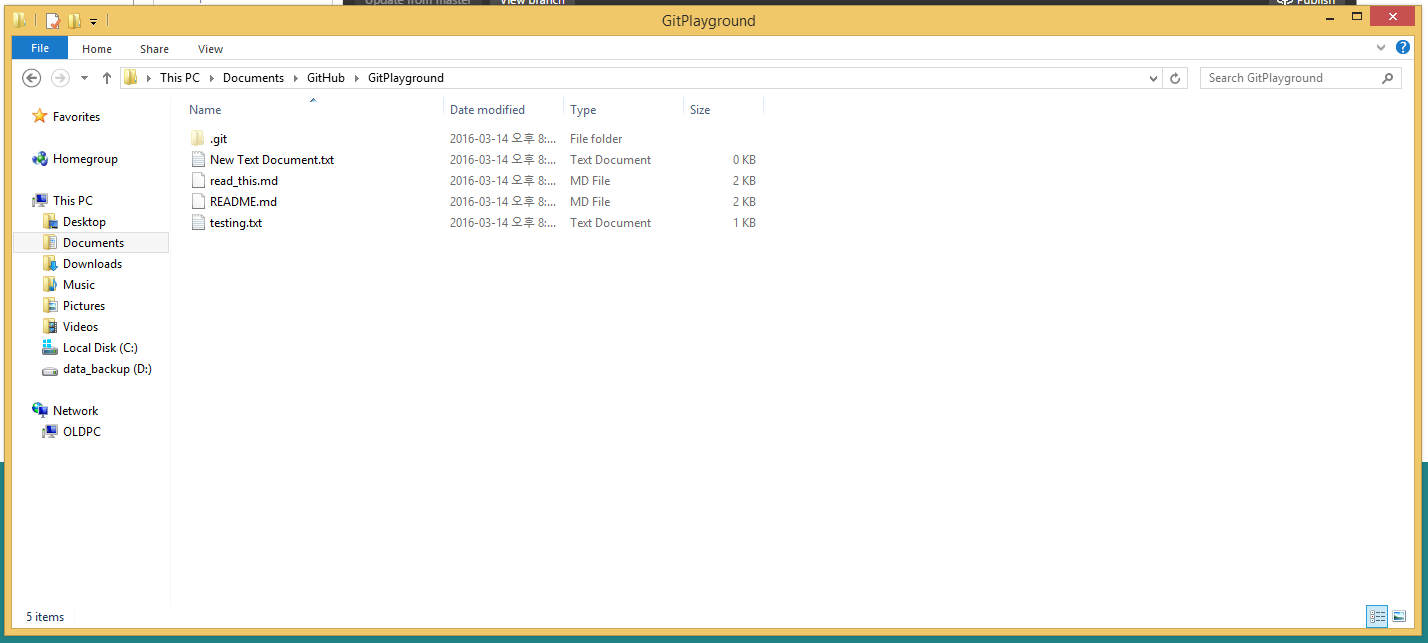 Update from master View branch Publish
GitPlayground
File Home Share View
This PC Documents GitHub GitPlayground Search GitPlayground
Name Date modified Type Size
Favorites
.git 2016-03-14 오후 8:... File folder
Homegroup
New Text Document.txt 2016-03-14 오후 8:... Text Document 0 KB
read_this.md 2016-03-14 오후 8:... MD File 2 KB
This PC
README.md 2016-03-14 오후 8:... MD File 2 KB
Desktop
testing.txt 2016-03-14 오후 8:... Text Document 1 KB
Documents
Downloads
Music
Pictures
Videos
Local Disk (C:)
data_backup (D:)
Network
OLDPC
5 items